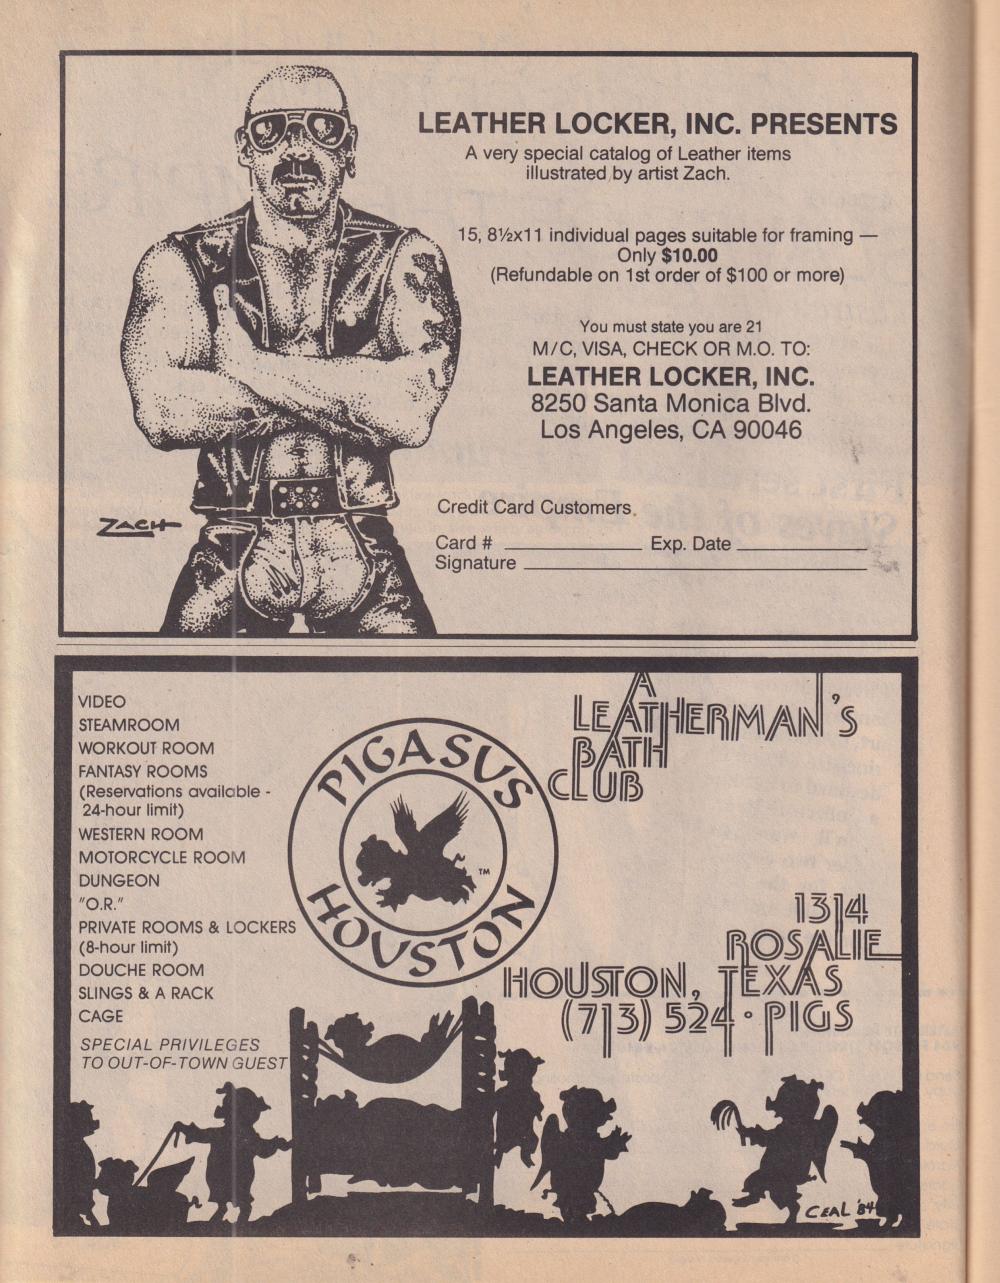 LEATHER LOCKER, INC. PRESENTS
A very special catalog of Leather items
illustrated by artist Zach.
15, 8½x11 individual pages suitable for framing —
Only $10.00
(Refundable on 1st order of $100 or more)
You must state you are 21
M/C, VISA, CHECK OR M.O. TO:
LEATHER LOCKER, INC.
8250 Santa Monica Blvd.
Los Angeles, CA 90046
ZACH
Credit Card Customers
Card # ____________ Exp. Date ____________
Signature ______________________________
VIDEO
STEAMROOM
WORKOUT ROOM
FANTASY ROOMS
(Reservations available -
24-hour limit)
WESTERN ROOM
MOTORCYCLE ROOM
DUNGEON
"O.R."
PRIVATE ROOMS & LOCKERS
(8-hour limit)
DOUCHE ROOM
SLINGS & A RACK
CAGE
SPECIAL PRIVILEGES
TO OUT-OF-TOWN GUEST
PIGASUS
HOUSTON
TM
A
LEATHERMAN'S
BATH
CLUB
1314
ROSALIE
HOUSTON, TEXAS
(713) 524 · PIGS
CEAL '84